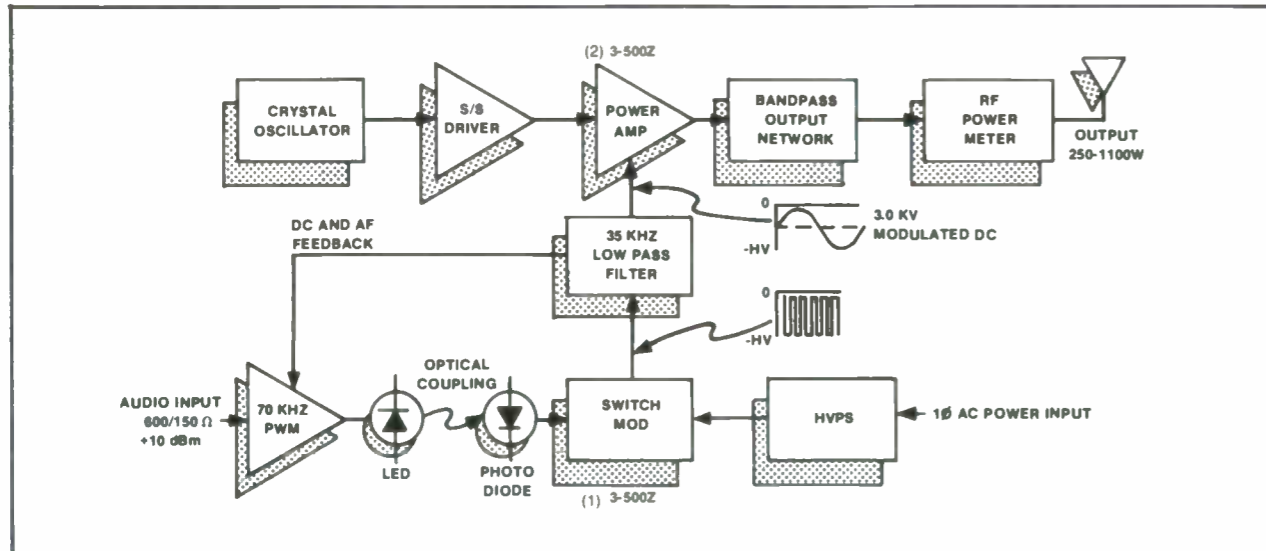 (2) 3-500Z
CRYSTAL
OSCILLATOR
S/S
DRIVER
POWER
AMP
BANDPASS
OUTPUT
NETWORK
RF
POWER
METER
OUTPUT
250-1100W
DC AND AF
FEEDBACK
35 KHZ
LOW PASS
FILTER
0
-HV
3.0 KV
MODULATED DC
0
-HV
AUDIO INPUT
600/150 Ω
+10 dBm
70 KHZ
PWM
OPTICAL
COUPLING
LED
PHOTO
DIODE
SWITCH
MOD
(1) 3-500Z
HVPS
1Ø AC POWER INPUT